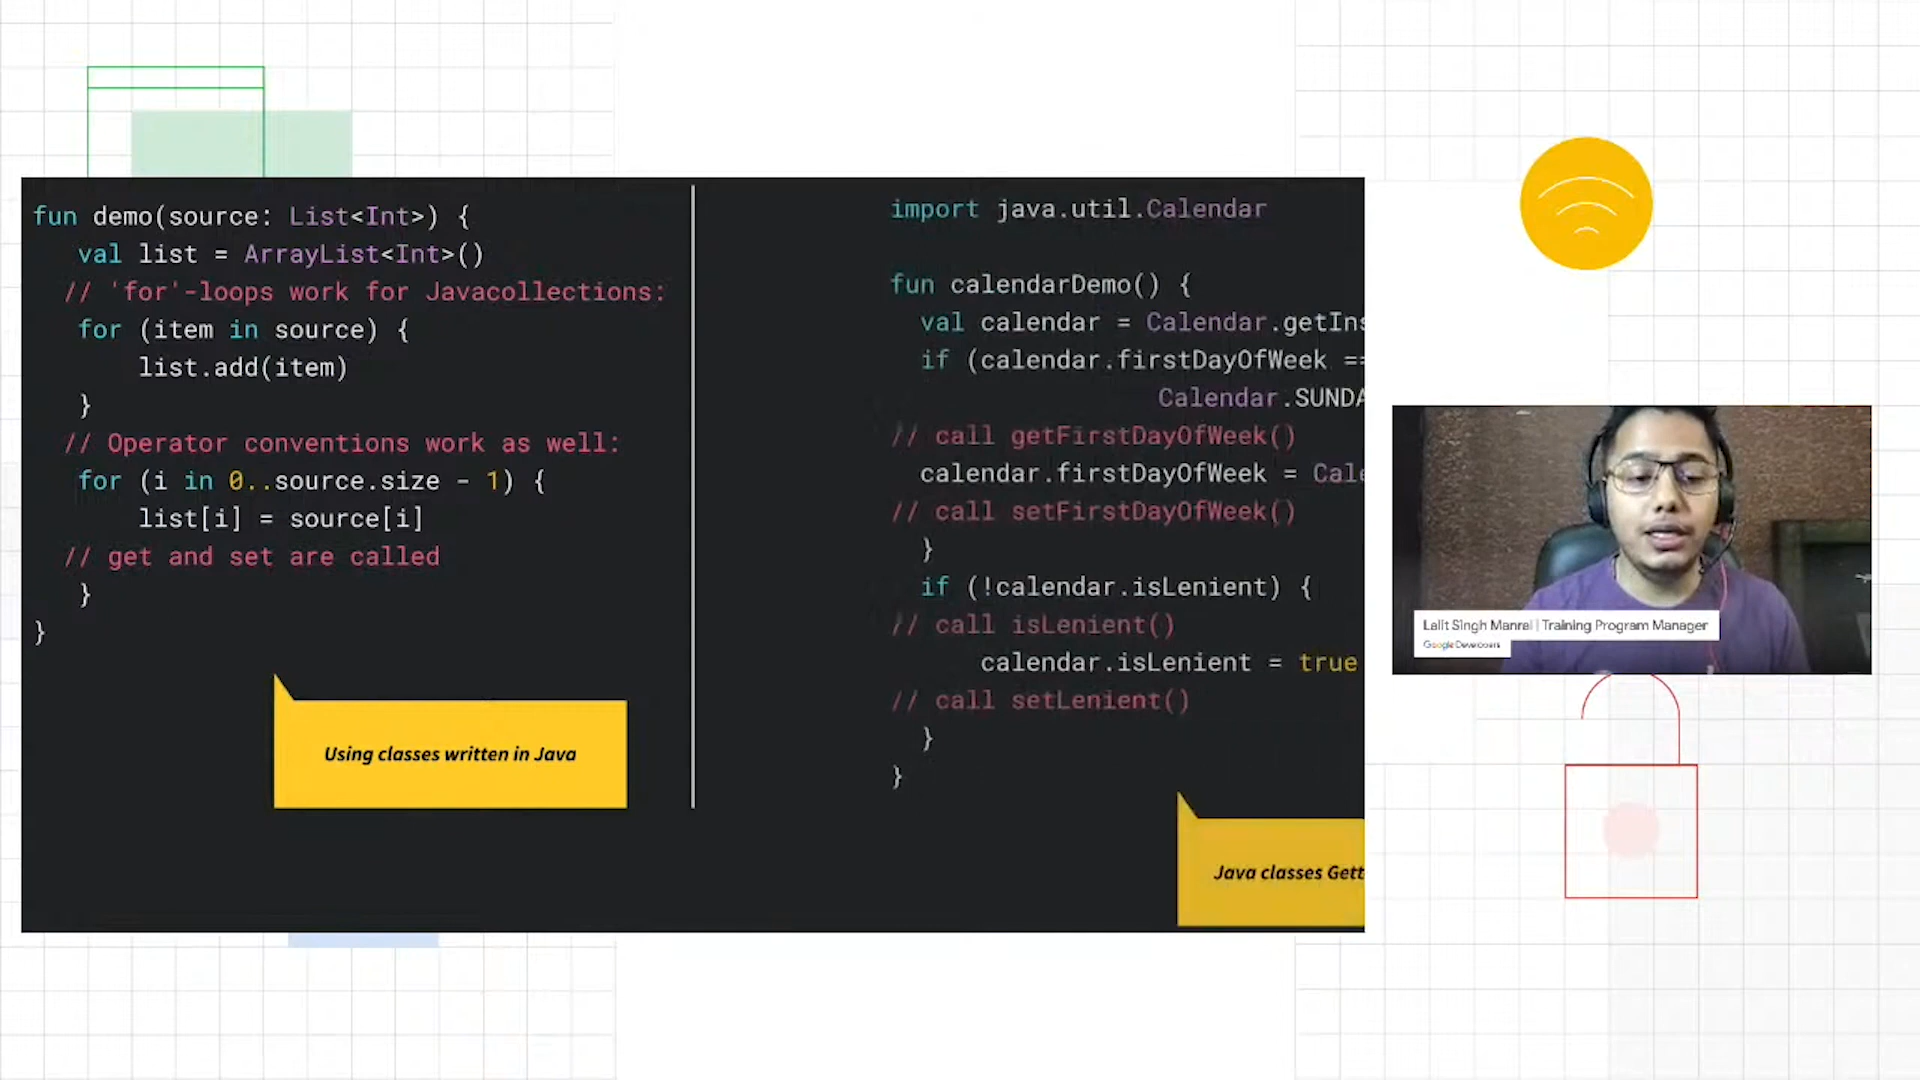 fun demo(source: List<Int>) {
val list = ArrayList<Int>()
// 'for'-loops work for Javacollections:
for (item in source) {
list.add(item)
}
// Operator conventions work as well:
for (i in 0..source.size - 1) {
list[i] = source[i]
// get and set are called
}
}
Using classes written in Java
import java.util.Calendar
fun calendarDemo() {
val calendar = Calendar.getIns
if (calendar.firstDayOfWeek ==
Calendar.SUNDA
// call getFirstDayOfWeek()
calendar.firstDayOfWeek = Cale
// call setFirstDayOfWeek()
}
if (!calendar.isLenient) {
// call isLenient()
calendar.isLenient = true
// call setLenient()
}
}
Java classes Gett
Lalit Singh Manral | Training Program Manager
Google Developers